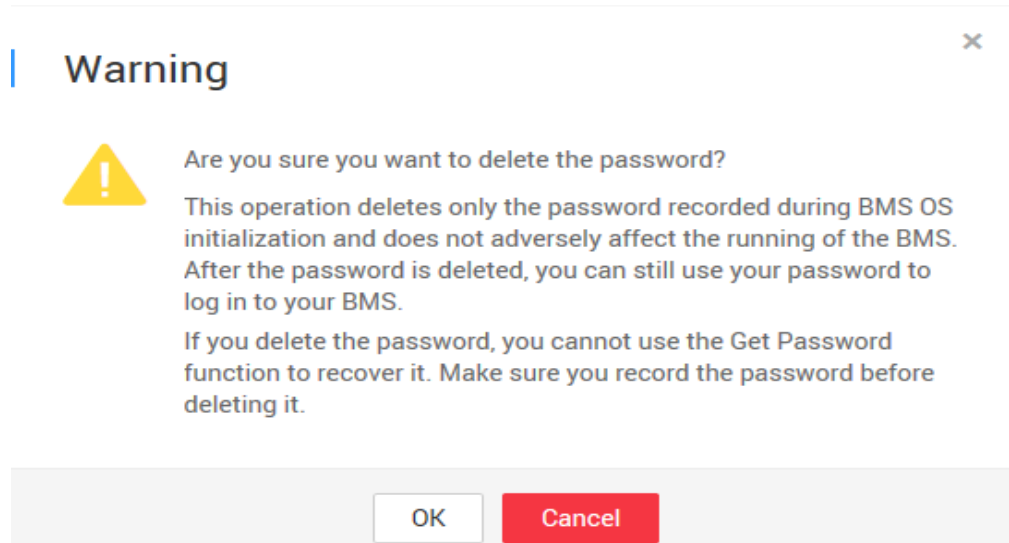 ×
Warning
!
Are you sure you want to delete the password?
This operation deletes only the password recorded during BMS OS
initialization and does not adversely affect the running of the BMS.
After the password is deleted, you can still use your password to
log in to your BMS.
If you delete the password, you cannot use the Get Password
function to recover it. Make sure you record the password before
deleting it.
OK Cancel